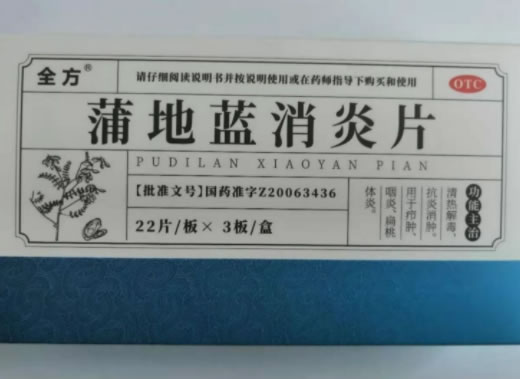 全方®
请仔细阅读说明书并按说明使用或在药师指导下购买和使用
OTC
蒲地蓝消炎片
PUDILAN XIAOYAN PIAN
【批准文号】国药准字Z20063436
22片/板× 3板/盒
功能主治
清热解毒,
抗炎消肿。
用于疖肿、
咽炎、扁桃
体炎。